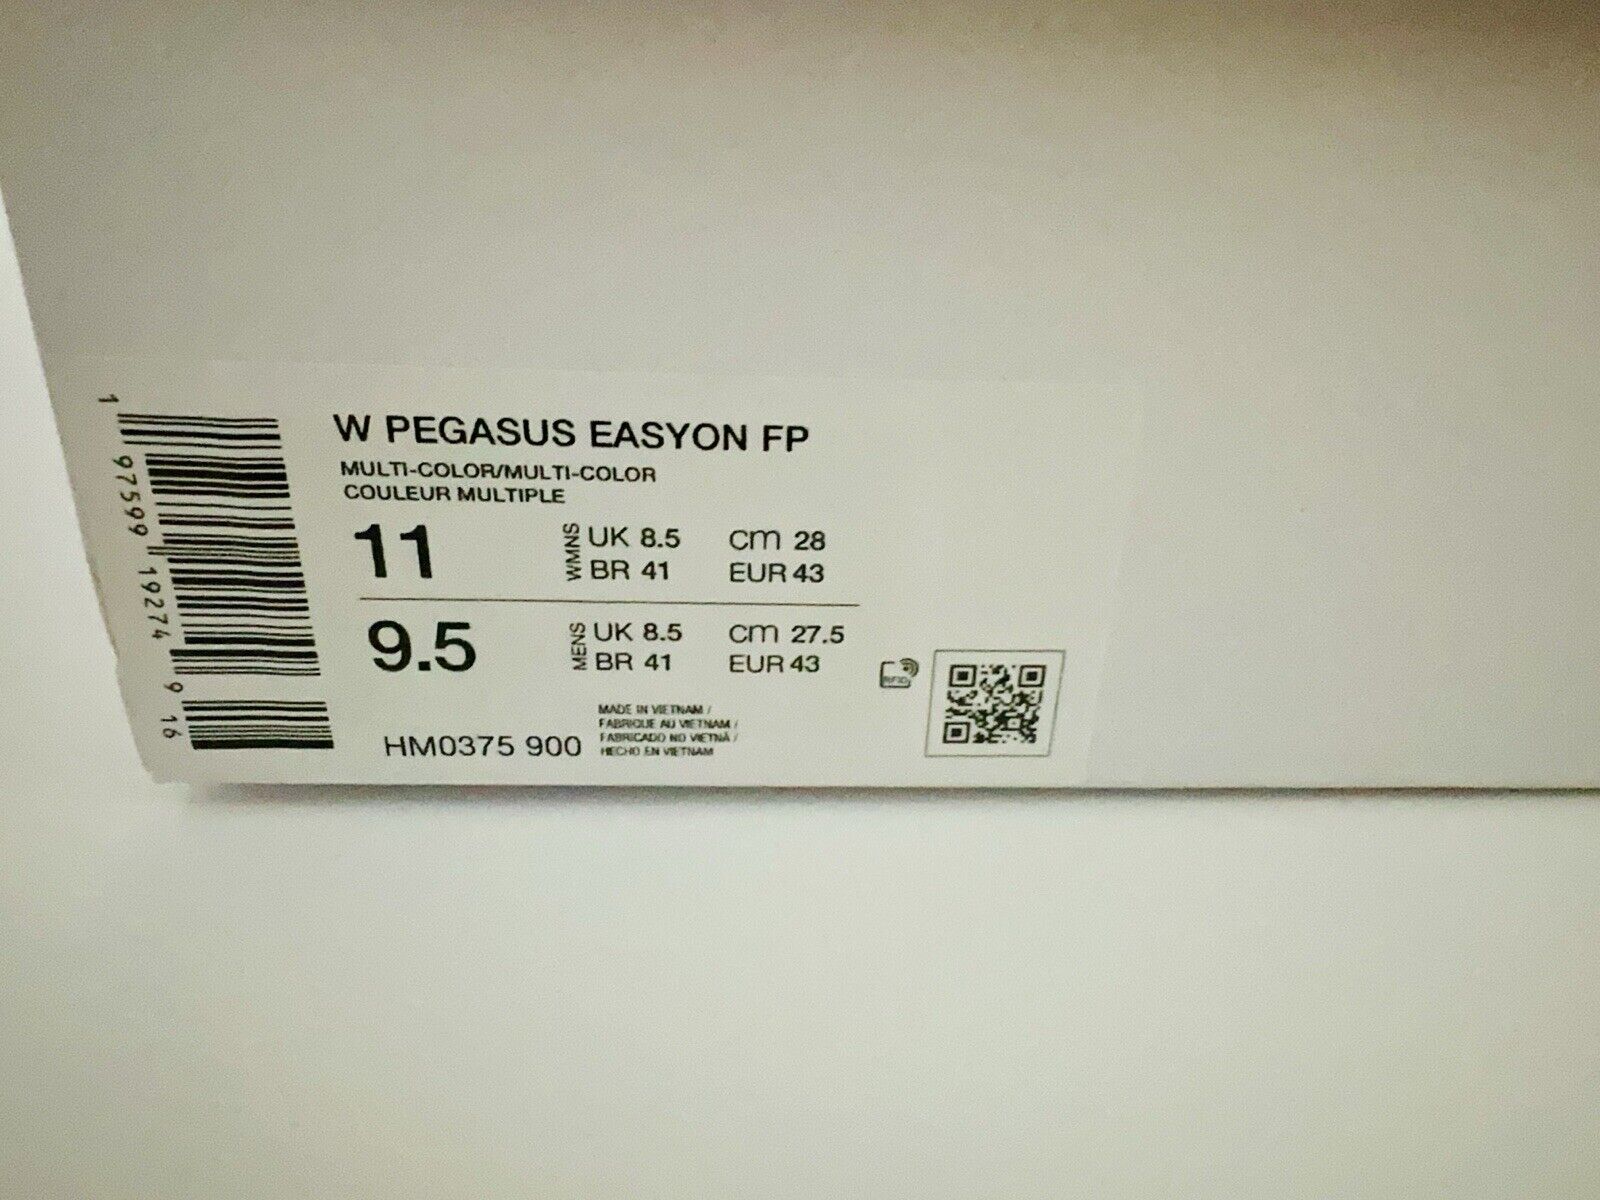 W PEGASUS EASYON FP
MULTI-COLOR/MULTI-COLOR
COULEUR MULTIPLE
11 WMNS UK 8.5 cm 28
BR 41 EUR 43
9.5 MENS UK 8.5 cm 27.5
BR 41 EUR 43
RFID
HM0375 900
MADE IN VIETNAM /
FABRIQUE AU VIETNAM /
FABRICADO NO VIETNÃ /
HECHO EN VIETNAM
1 97599 19274 9 16